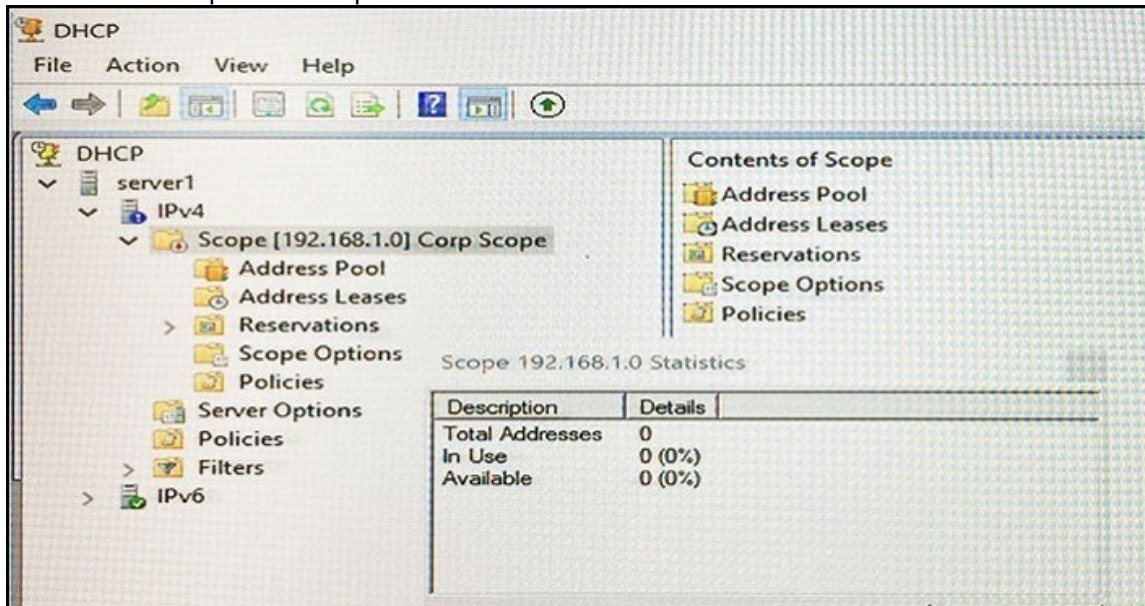 DHCP
File Action View Help
DHCP
server1
IPv4
Scope [192.168.1.0] Corp Scope
Address Pool
Address Leases
Reservations
Scope Options
Policies
Server Options
Policies
Filters
IPv6
Contents of Scope
Address Pool
Address Leases
Reservations
Scope Options
Policies
Scope 192.168.1.0 Statistics
Description Details
Total Addresses 0
In Use 0 (0%)
Available 0 (0%)